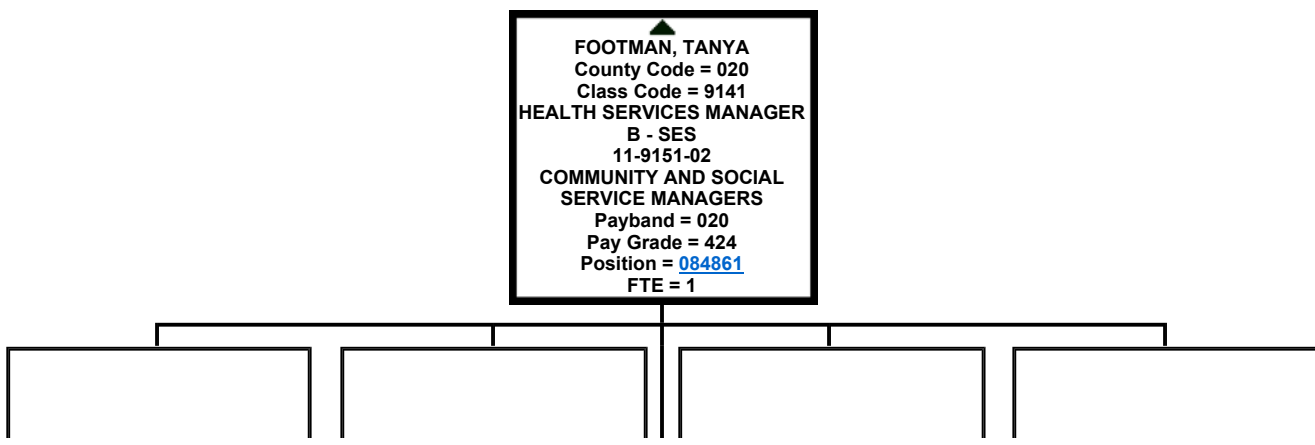 FOOTMAN, TANYA
County Code = 020
Class Code = 9141
HEALTH SERVICES MANAGER
B - SES
11-9151-02
COMMUNITY AND SOCIAL
SERVICE MANAGERS
Payband = 020
Pay Grade = 424
Position = 084861
FTE = 1